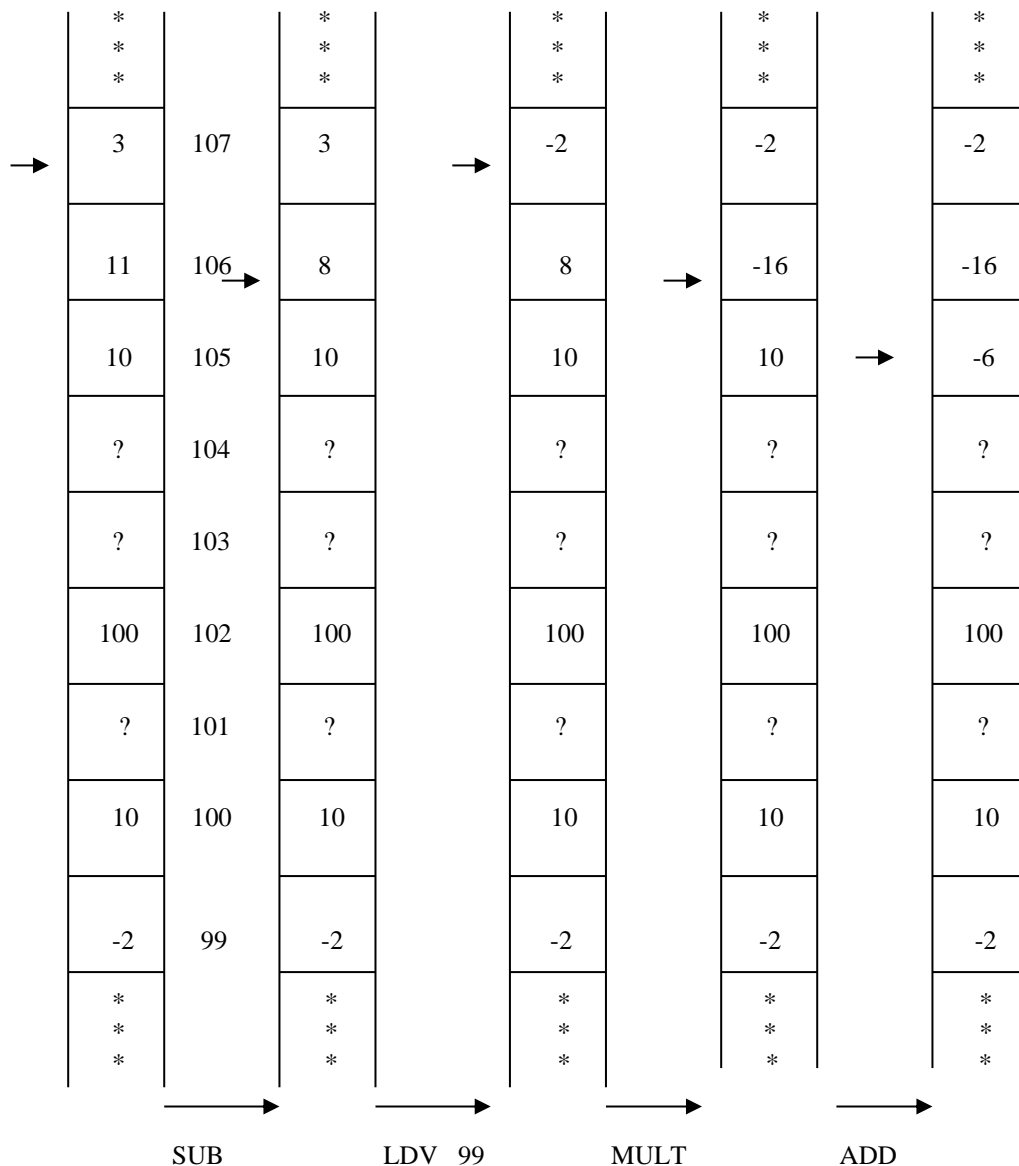 * * * * *
* * * * *
* * * * *
3 107 3 -2 -2 -2
11 106 8 8 -16 -16
10 105 10 10 10 -6
? 104 ? ? ? ?
? 103 ? ? ? ?
100 102 100 100 100 100
? 101 ? ? ? ?
10 100 10 10 10 10
-2 99 -2 -2 -2 -2
* * * * *
* * * * *
* * * * *
SUB LDV 99 MULT ADD